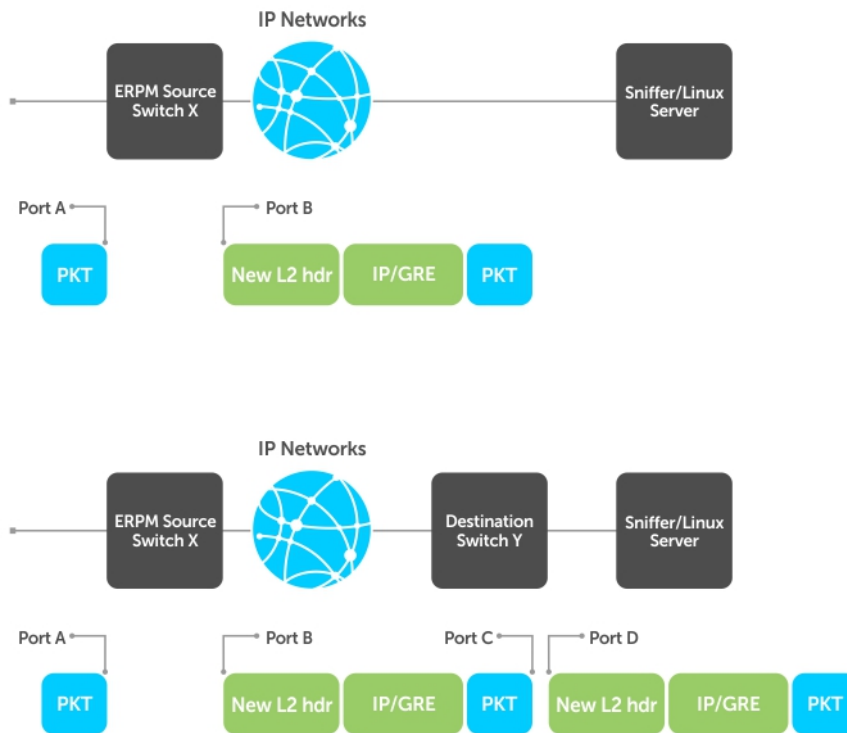 IP Networks
ERPM Source
Switch X
Sniffer/Linux
Server
Port A
Port B
PKT
New L2 hdr
IP/GRE
PKT
IP Networks
ERPM Source
Switch X
Destination
Switch Y
Sniffer/Linux
Server
Port A
Port B
Port C
Port D
PKT
New L2 hdr
IP/GRE
PKT
New L2 hdr
IP/GRE
PKT